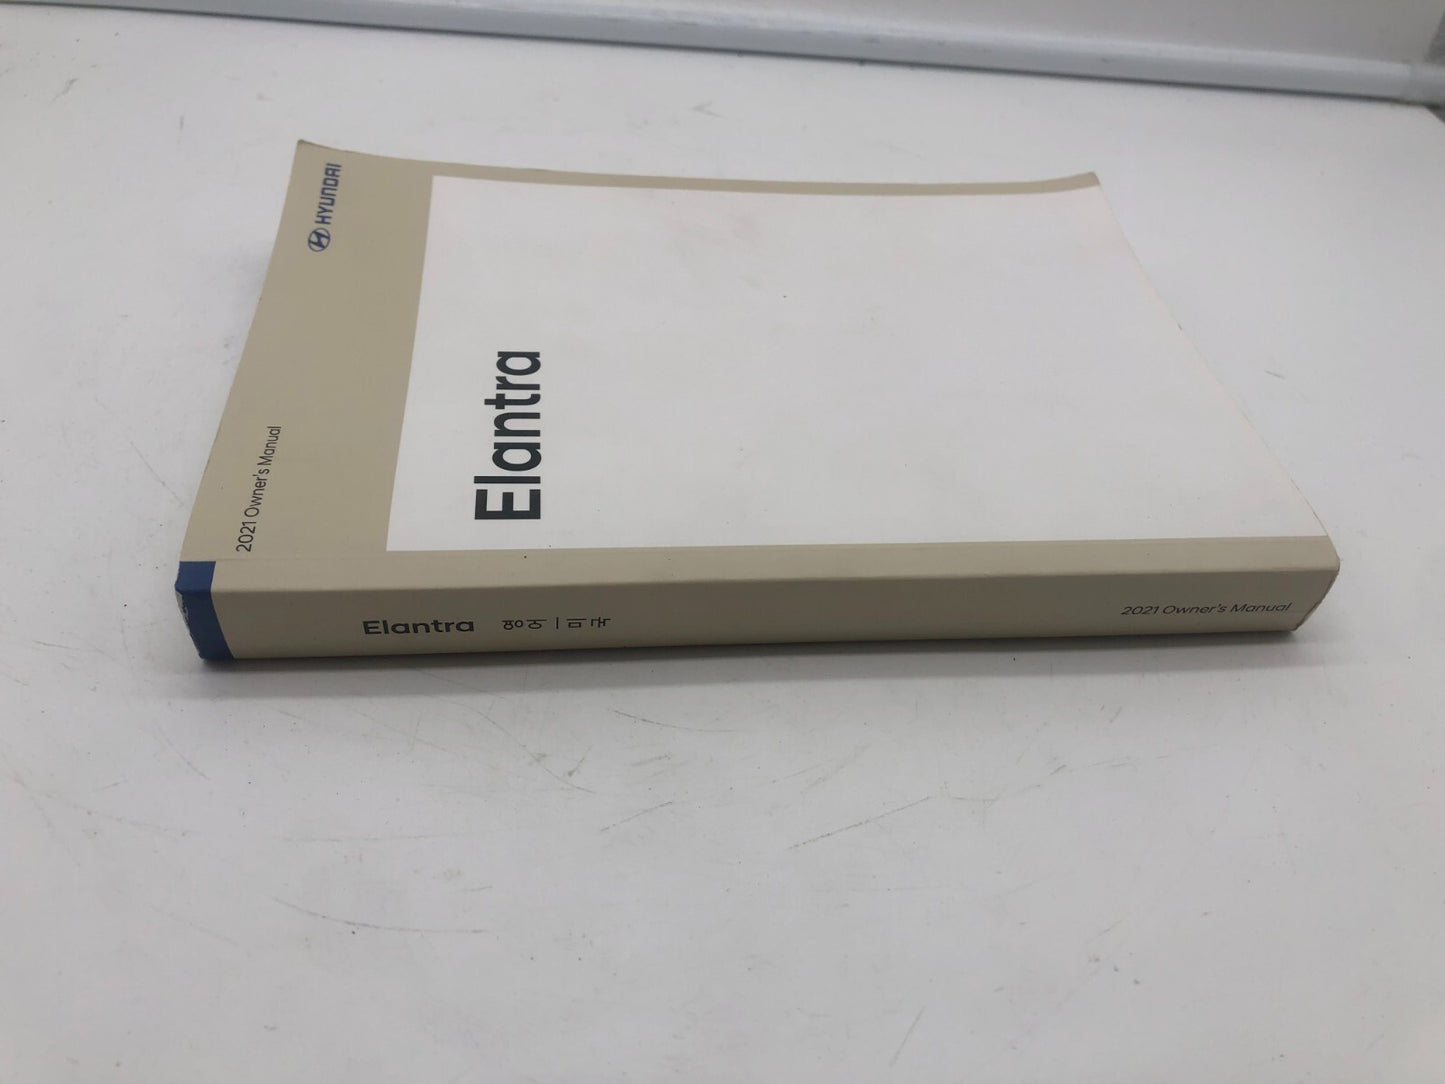 HYUNDAI
2021 Owner's Manual
Elantra
Elantra 영어 ㅣ 미국
2021 Owner's Manual